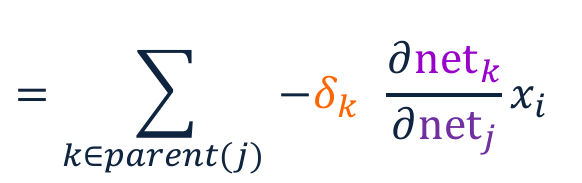 = ∑_{k∈parent(j)} −δ_k ∂net_k/∂net_j x_i